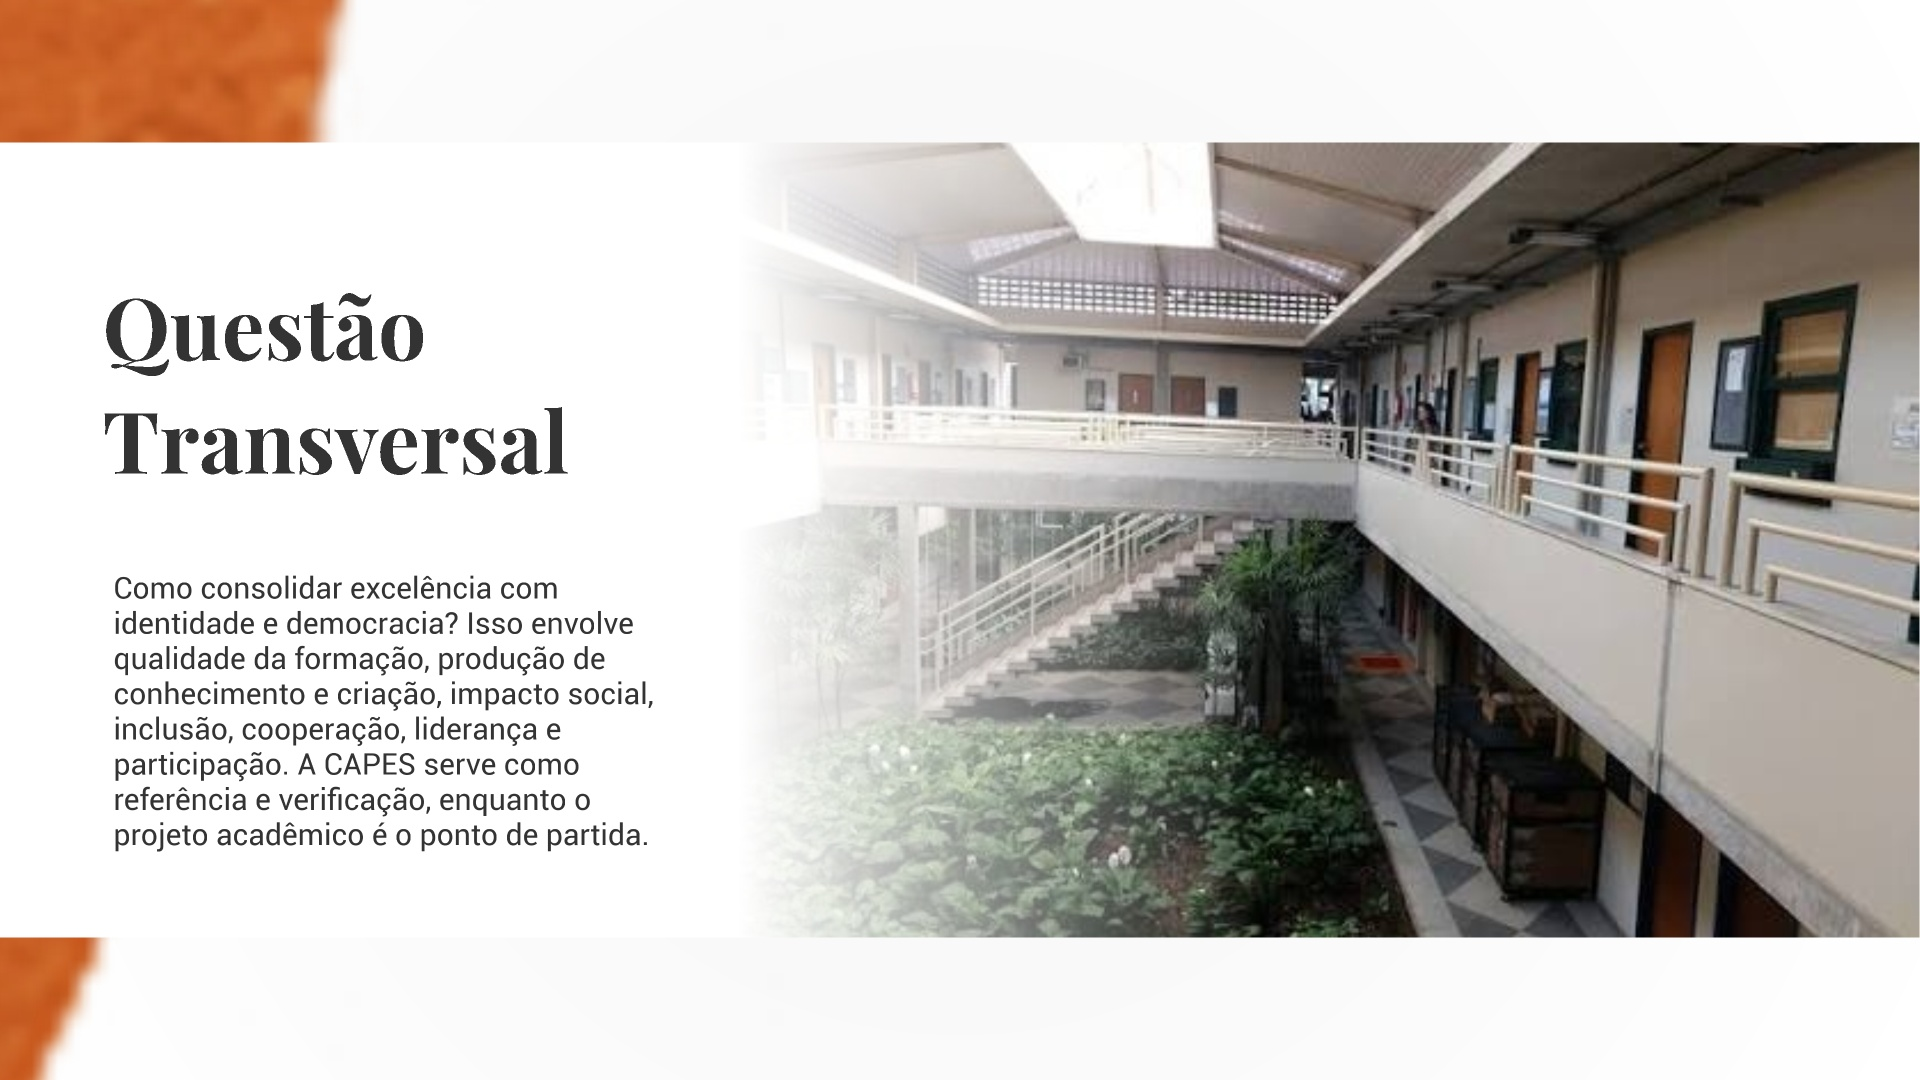 Questão
Transversal
Como consolidar excelência com
identidade e democracia? Isso envolve
qualidade da formação, produção de
conhecimento e criação, impacto social,
inclusão, cooperação, liderança e
participação. A CAPES serve como
referência e verificação, enquanto o
projeto acadêmico é o ponto de partida.